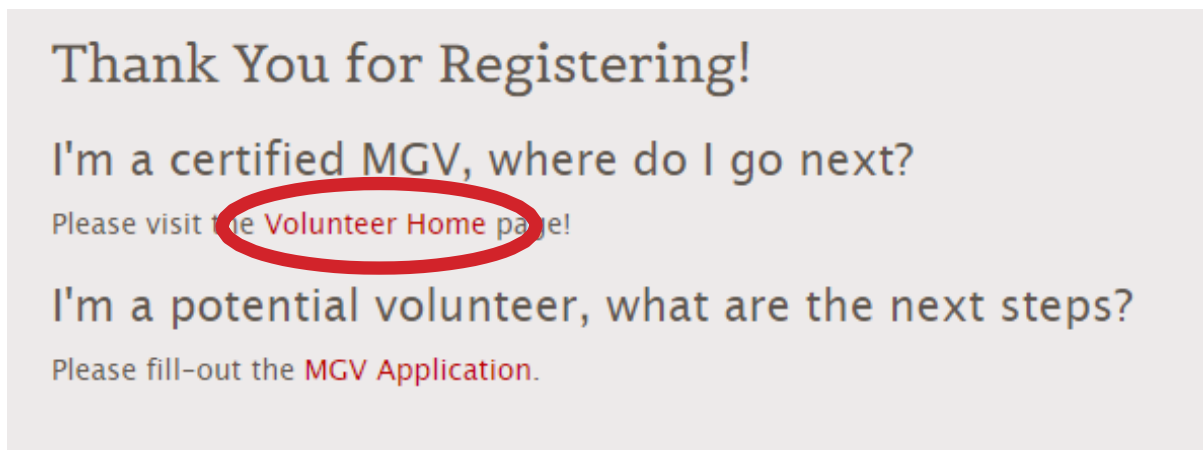 Thank You for Registering!
I'm a certified MGV, where do I go next?
Please visit the Volunteer Home page!
I'm a potential volunteer, what are the next steps?
Please fill-out the MGV Application.